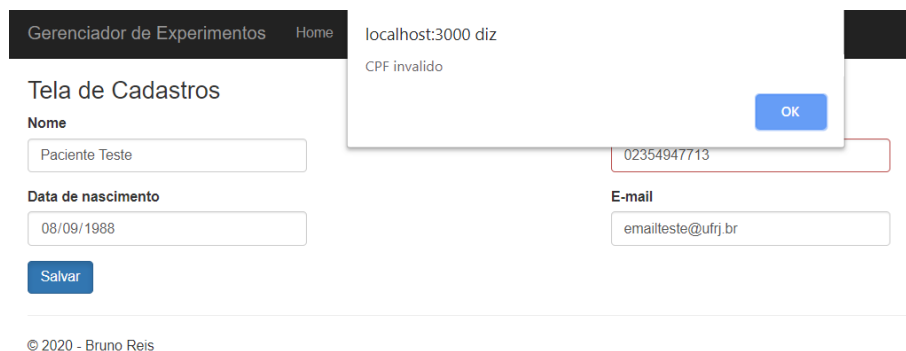 Gerenciador de Experimentos Home
localhost:3000 diz
CPF invalido
OK
Tela de Cadastros
Nome
Paciente Teste
02354947713
Data de nascimento
E-mail
08/09/1988
emailteste@ufrj.br
Salvar
© 2020 - Bruno Reis